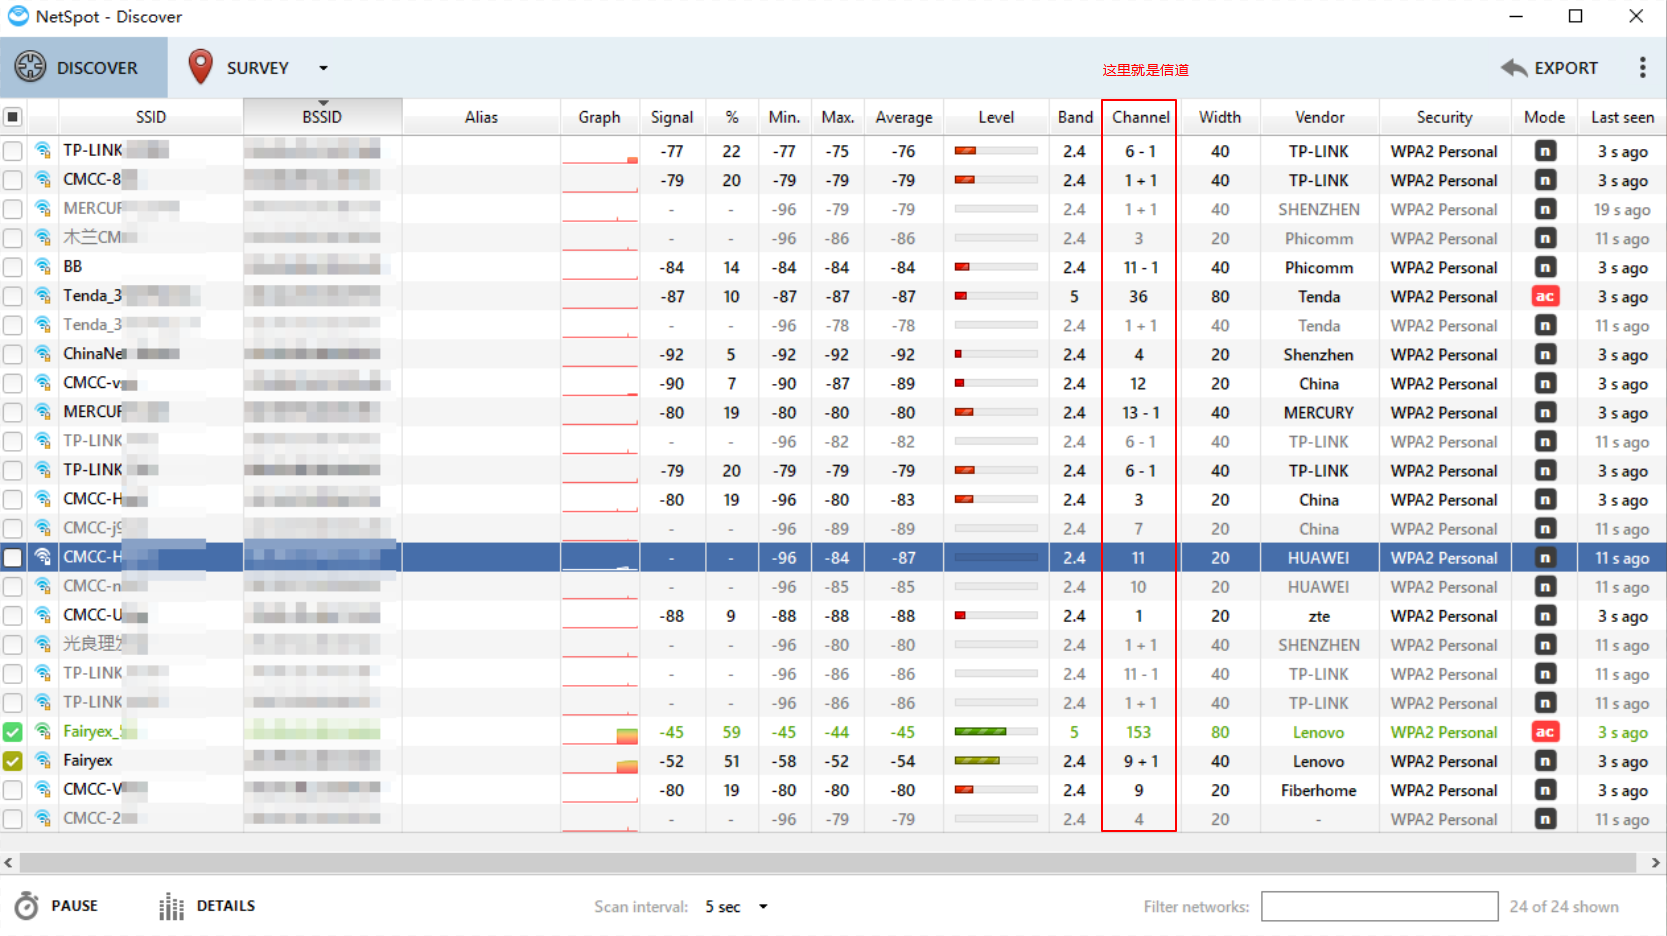 NetSpot - Discover
DISCOVER SURVEY 这里就是信道 EXPORT
SSID BSSID Alias Graph Signal % Min. Max. Average Level Band Channel Width Vendor Security Mode Last seen
TP-LINK -77 22 -77 -75 -76 2.4 6 - 1 40 TP-LINK WPA2 Personal n 3 s ago
CMCC-8 -79 20 -79 -79 -79 2.4 1 + 1 40 TP-LINK WPA2 Personal n 3 s ago
MERCUR - - -96 -79 -79 2.4 1 + 1 40 SHENZHEN WPA2 Personal n 19 s ago
木兰CM - - -96 -86 -86 2.4 3 20 Phicomm WPA2 Personal n 11 s ago
BB -84 14 -84 -84 -84 2.4 11 - 1 40 Phicomm WPA2 Personal n 3 s ago
Tenda_3 -87 10 -87 -87 -87 5 36 80 Tenda WPA2 Personal ac 3 s ago
Tenda_3 - - -96 -78 -78 2.4 1 + 1 40 Tenda WPA2 Personal n 11 s ago
ChinaNe -92 5 -92 -92 -92 2.4 4 20 Shenzhen WPA2 Personal n 3 s ago
CMCC-v -90 7 -90 -87 -89 2.4 12 20 China WPA2 Personal n 3 s ago
MERCUR -80 19 -80 -80 -80 2.4 13 - 1 40 MERCURY WPA2 Personal n 3 s ago
TP-LINK - - -96 -82 -82 2.4 6 - 1 40 TP-LINK WPA2 Personal n 11 s ago
TP-LINK -79 20 -79 -79 -79 2.4 6 - 1 40 TP-LINK WPA2 Personal n 3 s ago
CMCC-H -80 19 -96 -80 -83 2.4 3 20 China WPA2 Personal n 3 s ago
CMCC-j9 - - -96 -89 -89 2.4 7 20 China WPA2 Personal n 11 s ago
CMCC-H - - -96 -84 -87 2.4 11 20 HUAWEI WPA2 Personal n 11 s ago
CMCC-n - - -96 -85 -85 2.4 10 20 HUAWEI WPA2 Personal n 11 s ago
CMCC-U -88 9 -88 -88 -88 2.4 1 20 zte WPA2 Personal n 3 s ago
光良理发 - - -96 -80 -80 2.4 1 + 1 40 SHENZHEN WPA2 Personal n 11 s ago
TP-LINK - - -96 -86 -86 2.4 11 - 1 40 TP-LINK WPA2 Personal n 11 s ago
TP-LINK - - -96 -86 -86 2.4 1 + 1 40 TP-LINK WPA2 Personal n 11 s ago
Fairyex_5 -45 59 -45 -44 -45 5 153 80 Lenovo WPA2 Personal ac 3 s ago
Fairyex -52 51 -58 -52 -54 2.4 9 + 1 40 Lenovo WPA2 Personal n 3 s ago
CMCC-V -80 19 -80 -80 -80 2.4 9 20 Fiberhome WPA2 Personal n 3 s ago
CMCC-2 - - -96 -79 -79 2.4 4 20 - WPA2 Personal n 11 s ago
PAUSE DETAILS Scan interval: 5 sec Filter networks: 24 of 24 shown